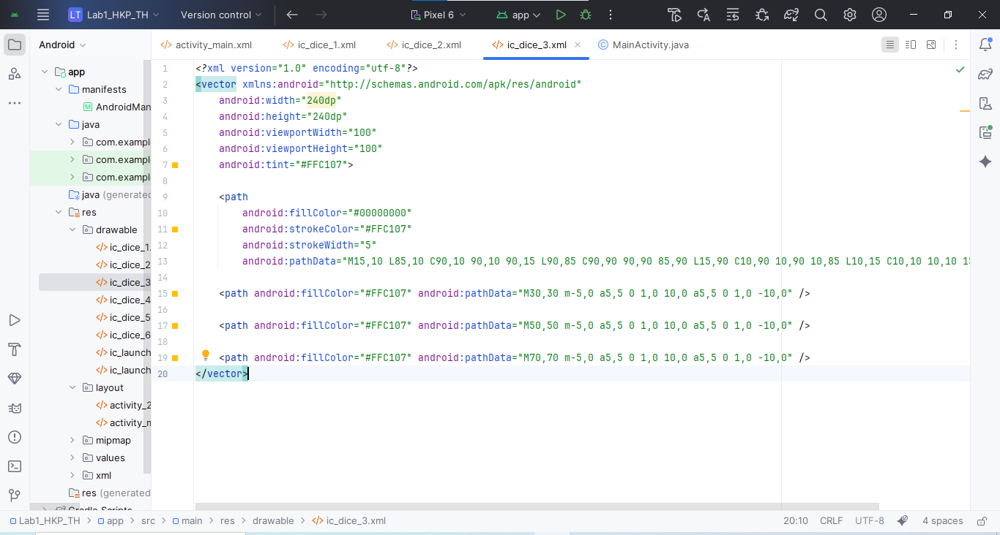 LT Lab1_HKP_TH Version control Pixel 6 app
Android
activity_main.xml ic_dice_1.xml ic_dice_2.xml ic_dice_3.xml MainActivity.java
app
manifests
AndroidMan
java
com.exampl
com.example
com.exampl
java (generated
res
drawable
ic_dice_1.
ic_dice_2
ic_dice_3
ic_dice_4
ic_dice_5
ic_dice_6
ic_launch
ic_launch
layout
activity_2
activity_m
mipmap
values
xml
res (generated
Gradle Scripts
1 <?xml version="1.0" encoding="utf-8"?>
2 <vector xmlns:android="http://schemas.android.com/apk/res/android"
3 android:width="240dp"
4 android:height="240dp"
5 android:viewportWidth="100"
6 android:viewportHeight="100"
7 android:tint="#FFC107">
8
9 <path
10 android:fillColor="#00000000"
11 android:strokeColor="#FFC107"
12 android:strokeWidth="5"
13 android:pathData="M15,10 L85,10 C90,10 90,10 90,15 L90,85 C90,90 90,90 85,90 L15,90 C10,90 10,90 10,85 L10,15 C10,10 10,10 15
14
15 <path android:fillColor="#FFC107" android:pathData="M30,30 m-5,0 a5,5 0 1,0 10,0 a5,5 0 1,0 -10,0" />
16
17 <path android:fillColor="#FFC107" android:pathData="M50,50 m-5,0 a5,5 0 1,0 10,0 a5,5 0 1,0 -10,0" />
18
19 <path android:fillColor="#FFC107" android:pathData="M70,70 m-5,0 a5,5 0 1,0 10,0 a5,5 0 1,0 -10,0" />
20 </vector>
Lab1_HKP_TH > app > src > main > res > drawable > ic_dice_3.xml 20:10 CRLF UTF-8 4 spaces